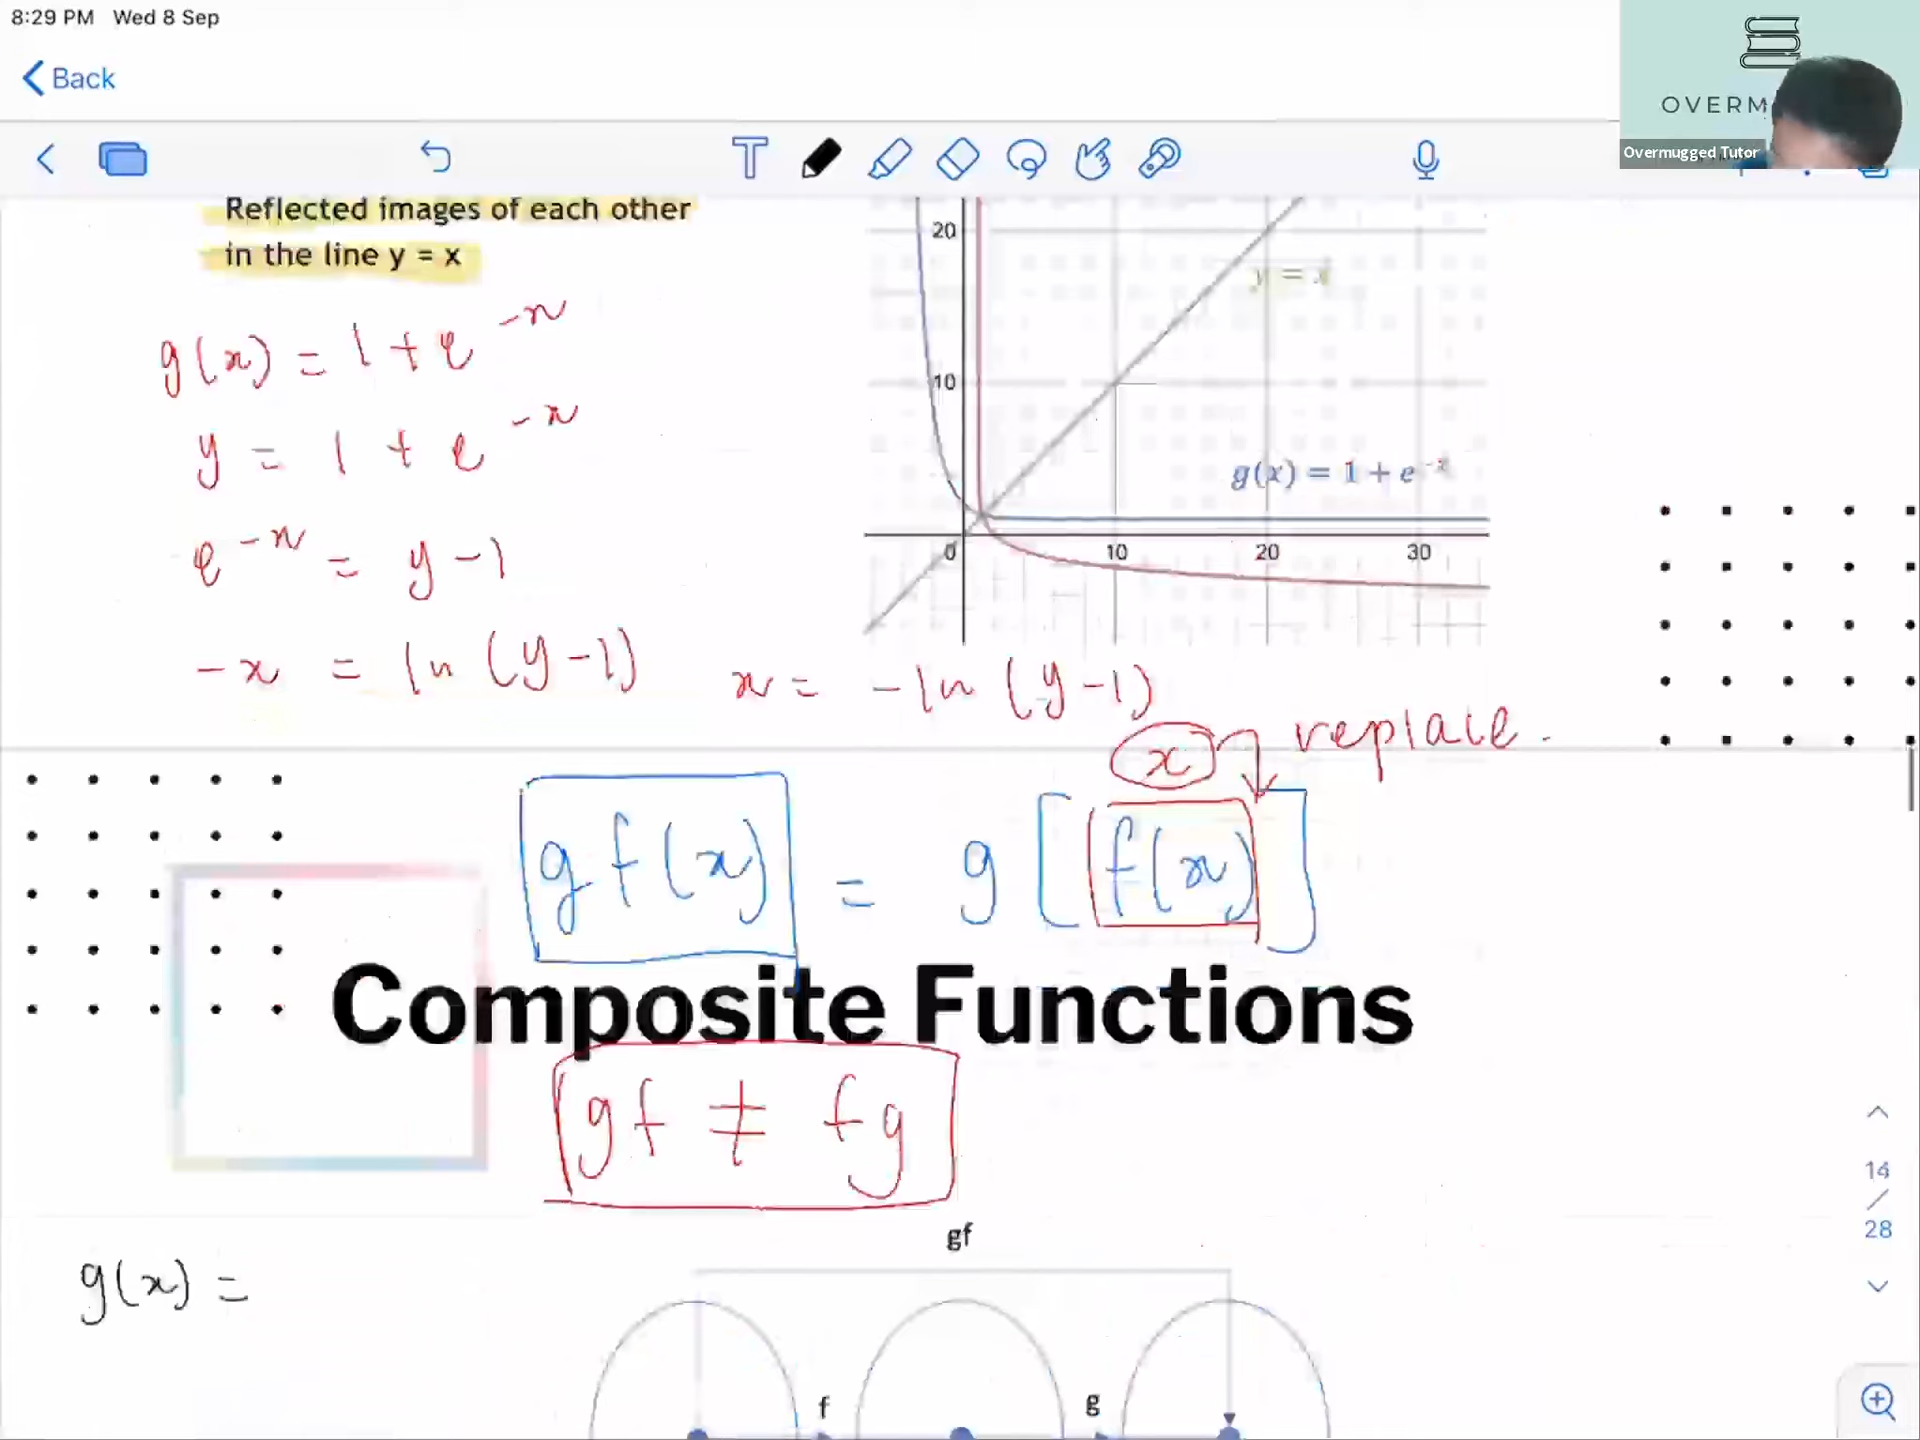 8:29 PM Wed 8 Sep
Back
OVERM
Overmugged Tutor
Reflected images of each other
in the line y = x
g(x) = 1 + e^-x
y = 1 + e^-x
e^-x = y - 1
-x = ln (y - 1)
x = - ln (y - 1)
20
10
0
10
20
30
y = x
g(x) = 1 + e^-x
x replace.
gf(x) = g[f(x)]
Composite Functions
gf ≠ fg
g(x) =
gf
f
g
14
/
28